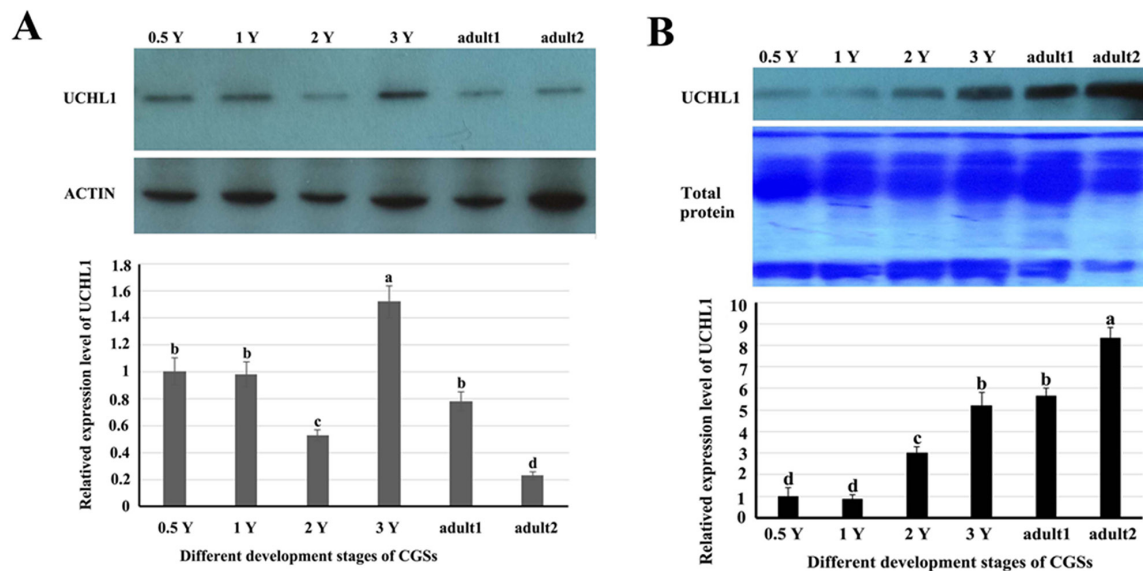 A
0.5 Y 1 Y 2 Y 3 Y adult1 adult2
UCHL1
ACTIN
Relatived expression level of UCHL1
1.8
1.6
1.4
1.2
1
0.8
0.6
0.4
0.2
0
b b c a b d
0.5 Y 1 Y 2 Y 3 Y adult1 adult2
Different development stages of CGSs
B
0.5 Y 1 Y 2 Y 3 Y adult1 adult2
UCHL1
Total
protein
Relatived expression level of UCHL1
10
9
8
7
6
5
4
3
2
1
0
d d c b b a
0.5 Y 1 Y 2 Y 3 Y adult1 adult2
Different development stages of CGSs